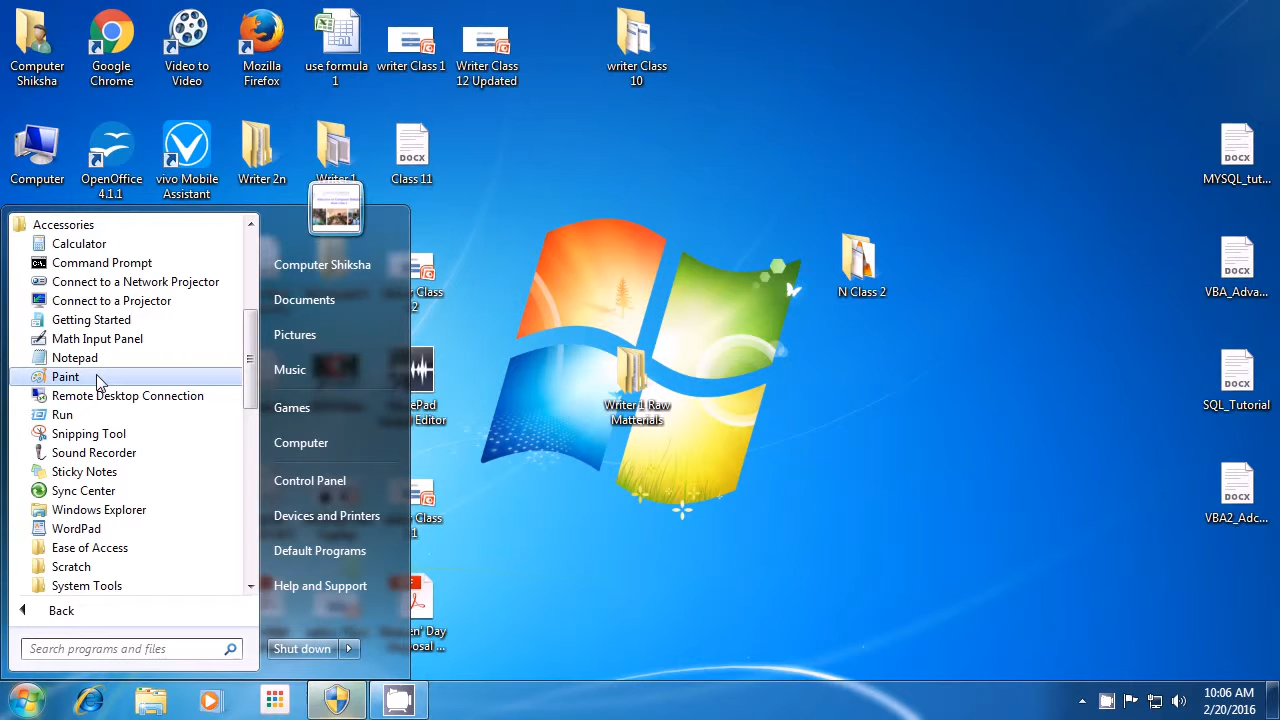 Computer
Shiksha
Google
Chrome
Video to
Video
Mozilla
Firefox
use formula
1
writer Class 1
Writer Class
12 Updated
writer Class
10
Computer
OpenOffice
4.1.1
vivo Mobile
Assistant
Writer 2n
Writer 1
Class 11
DOCX
DOCX
MYSQL_tut...
Accessories
Calculator
Command Prompt
Connect to a Network Projector
Connect to a Projector
Getting Started
Math Input Panel
Notepad
Paint
Remote Desktop Connection
Run
Snipping Tool
Sound Recorder
Sticky Notes
Sync Center
Windows Explorer
WordPad
Ease of Access
Scratch
System Tools
Back
Search programs and files
Computer Shiksha
Documents
Pictures
Music
Games
Computer
Control Panel
Devices and Printers
Default Programs
Help and Support
Shut down
Class
2
Editor
Class
1
Day
N Class 2
Writer 1 Raw
Matterials
DOCX
VBA_Adva...
DOCX
SQL_Tutorial
DOCX
VBA2_Adc...
10:06 AM
2/20/2016